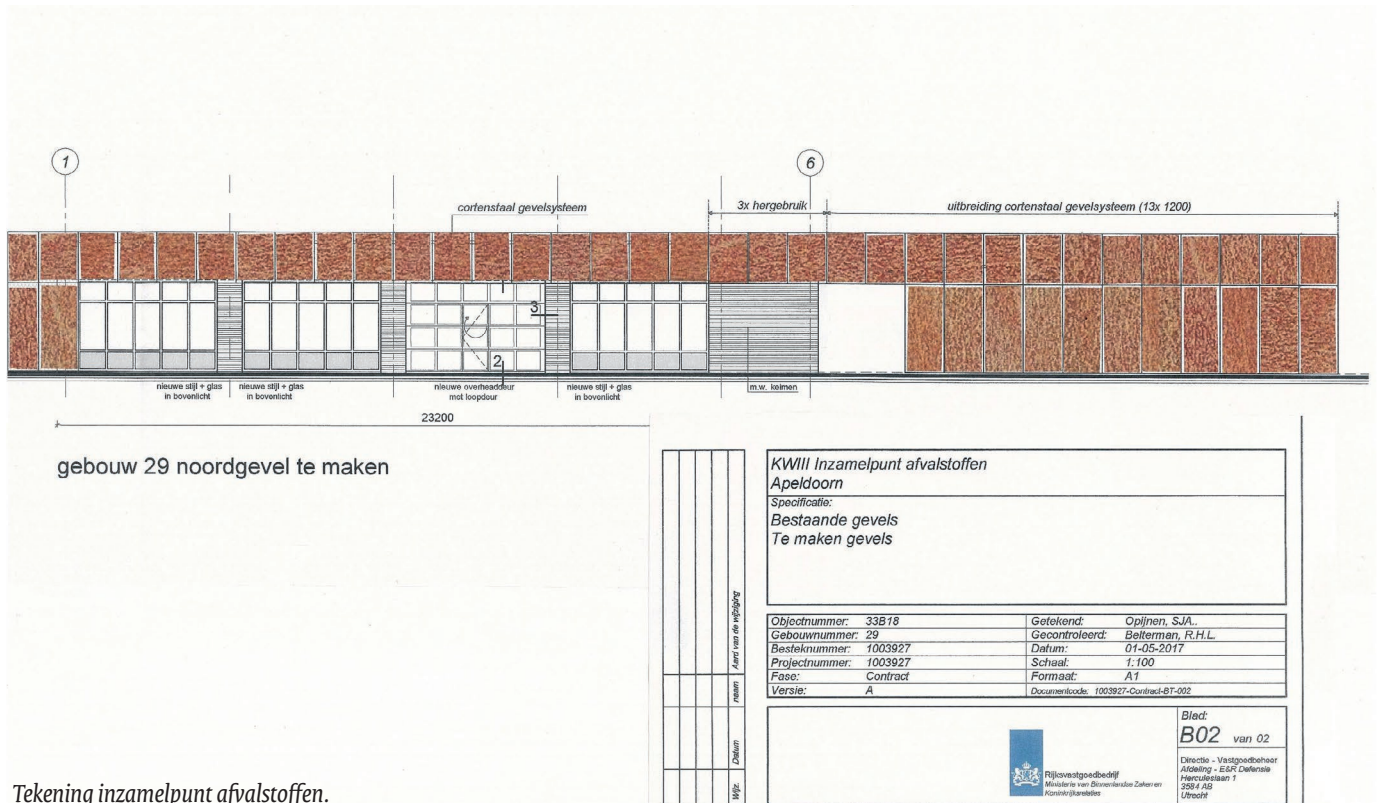 1
6
cortenstaal gevelsysteem
3x hergebruik
uitbreiding cortenstaal gevelsysteem (13x 1200)
3
2
nieuwe stijl + glas
in bovenlicht
nieuwe stijl + glas
in bovenlicht
nieuwe overheaddeur
met loopdeur
nieuwe stijl + glas
in bovenlicht
m.w. keimen
23200
gebouw 29 noordgevel te maken
KWIII Inzamelpunt afvalstoffen
Apeldoorn
Specificatie:
Bestaande gevels
Te maken gevels
Aard van de wijziging
naam
Datum
Wijz.
Objectnummer: 33B18 Getekend: Opijnen, SJA..
Gebouwnummer: 29 Gecontroleerd: Belterman, R.H.L.
Besteknummer: 1003927 Datum: 01-05-2017
Projectnummer: 1003927 Schaal: 1:100
Fase: Contract Formaat: A1
Versie: A Documentcode: 1003927-Contract-BT-002
Blad:
B02 van 02
Rijksvastgoedbedrijf
Ministerie van Binnenlandse Zaken en
Koninkrijksrelaties
Directie - Vastgoedbeheer
Afdeling - E&R Defensie
Herculeslaan 1
3584 AB
Utrecht
Tekening inzamelpunt afvalstoffen.